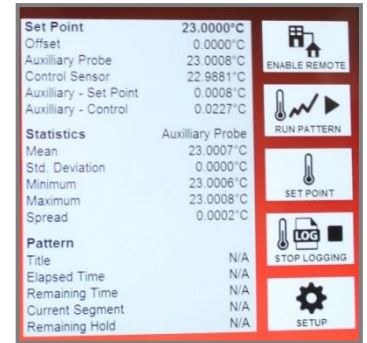 Set Point 23.0000°C
Offset 0.0000°C
Auxilliary Probe 23.0008°C
Control Sensor 22.9881°C
Auxilliary - Set Point 0.0008°C
Auxilliary - Control 0.0227°C
Statistics Auxilliary Probe
Mean 23.0007°C
Std. Deviation 0.0000°C
Minimum 23.0006°C
Maximum 23.0008°C
Spread 0.0002°C
Pattern
Title N/A
Elapsed Time N/A
Remaining Time N/A
Current Segment N/A
Remaining Hold N/A
ENABLE REMOTE
RUN PATTERN
SET POINT
LOG
STOP LOGGING
SETUP